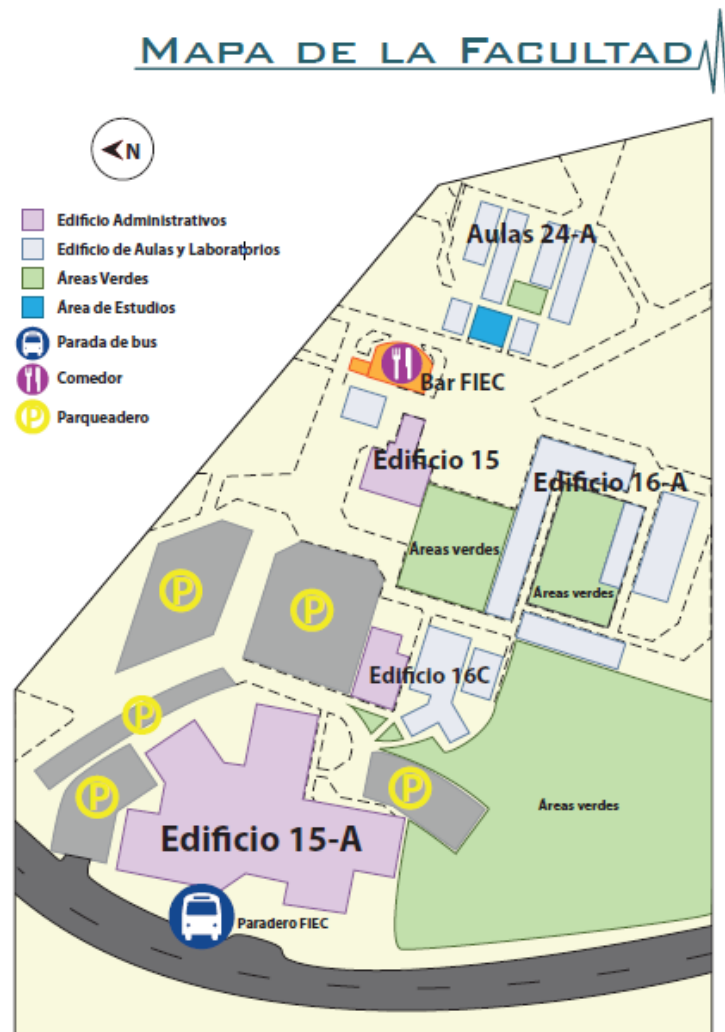 MAPA DE LA FACULTAD
N
Edificio Administrativos
Edificio de Aulas y Laboratorios
Areas Verdes
Area de Estudios
Parada de bus
Comedor
P
Parqueadero
Aulas 24-A
Bar FIEC
Edificio 15
Edificio 16-A
Áreas verdes
Áreas verdes
P
P
Edificio 16C
P
P
P
Áreas verdes
Edificio 15-A
Paradero FIEC